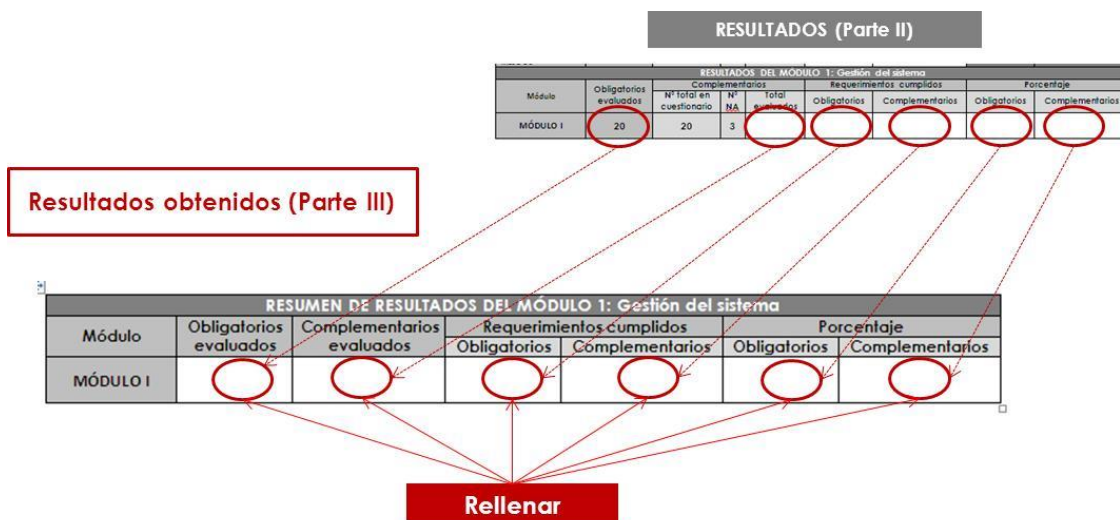 RESULTADOS (Parte II)
RESULTADOS DEL MÓDULO 1: Gestión del sistema
Módulo
Obligatorios evaluados
Complementarios
Requerimientos cumplidos
Porcentaje
Nº total en cuestionario
Nº NA
Total evaluados
Obligatorios
Complementarios
Obligatorios
Complementarios
MÓDULO I
20
20
3
Resultados obtenidos (Parte III)
RESUMEN DE RESULTADOS DEL MÓDULO 1: Gestión del sistema
Módulo
Obligatorios evaluados
Complementarios evaluados
Requerimientos cumplidos
Porcentaje
Obligatorios
Complementarios
Obligatorios
Complementarios
MÓDULO I
Rellenar